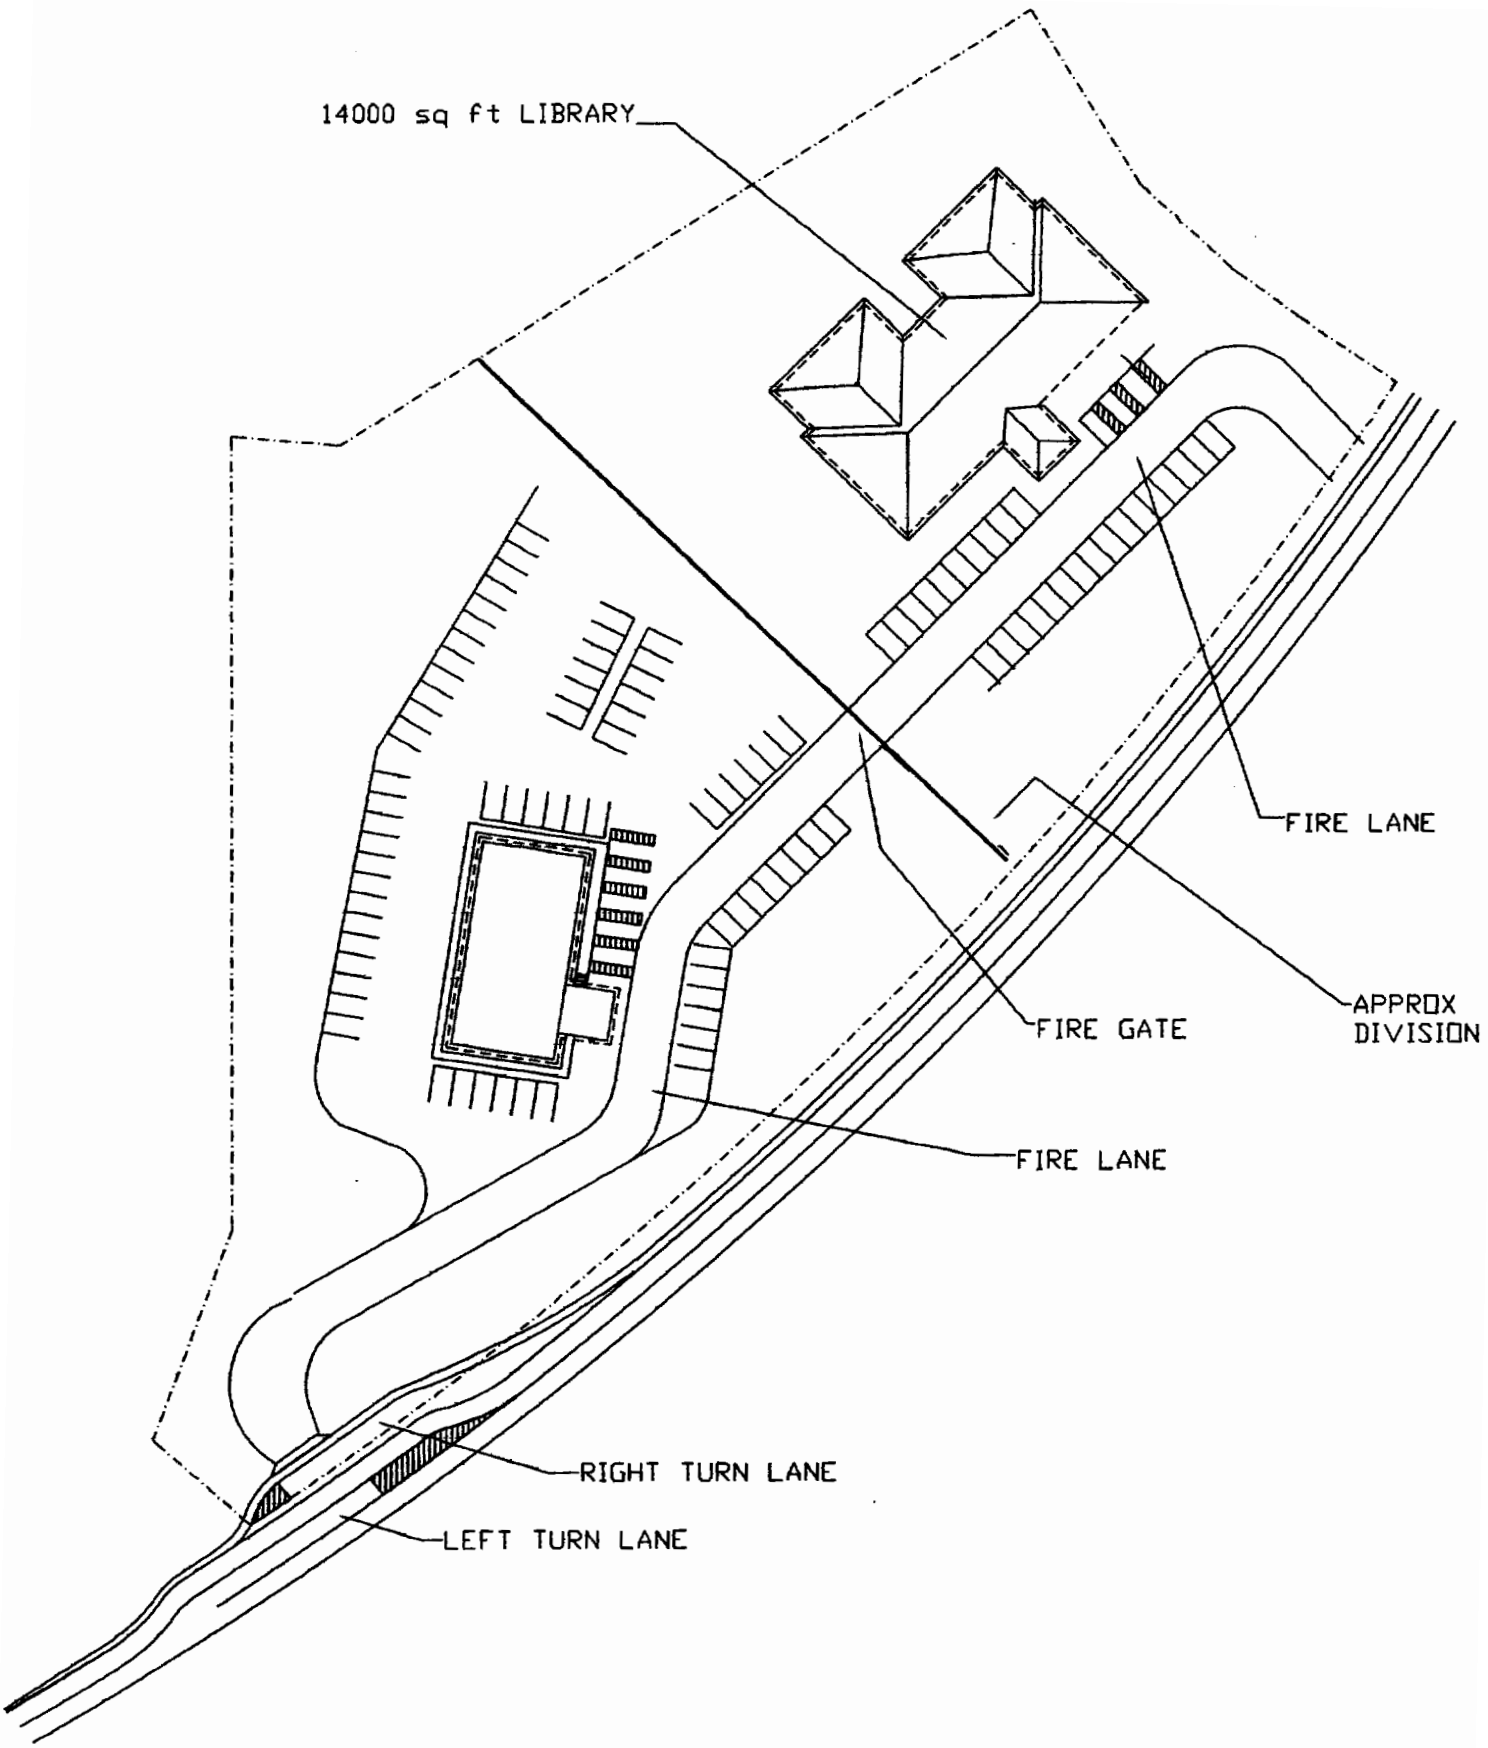 14000 sq ft LIBRARY
FIRE LANE
APPROX
DIVISION
FIRE GATE
FIRE LANE
RIGHT TURN LANE
LEFT TURN LANE